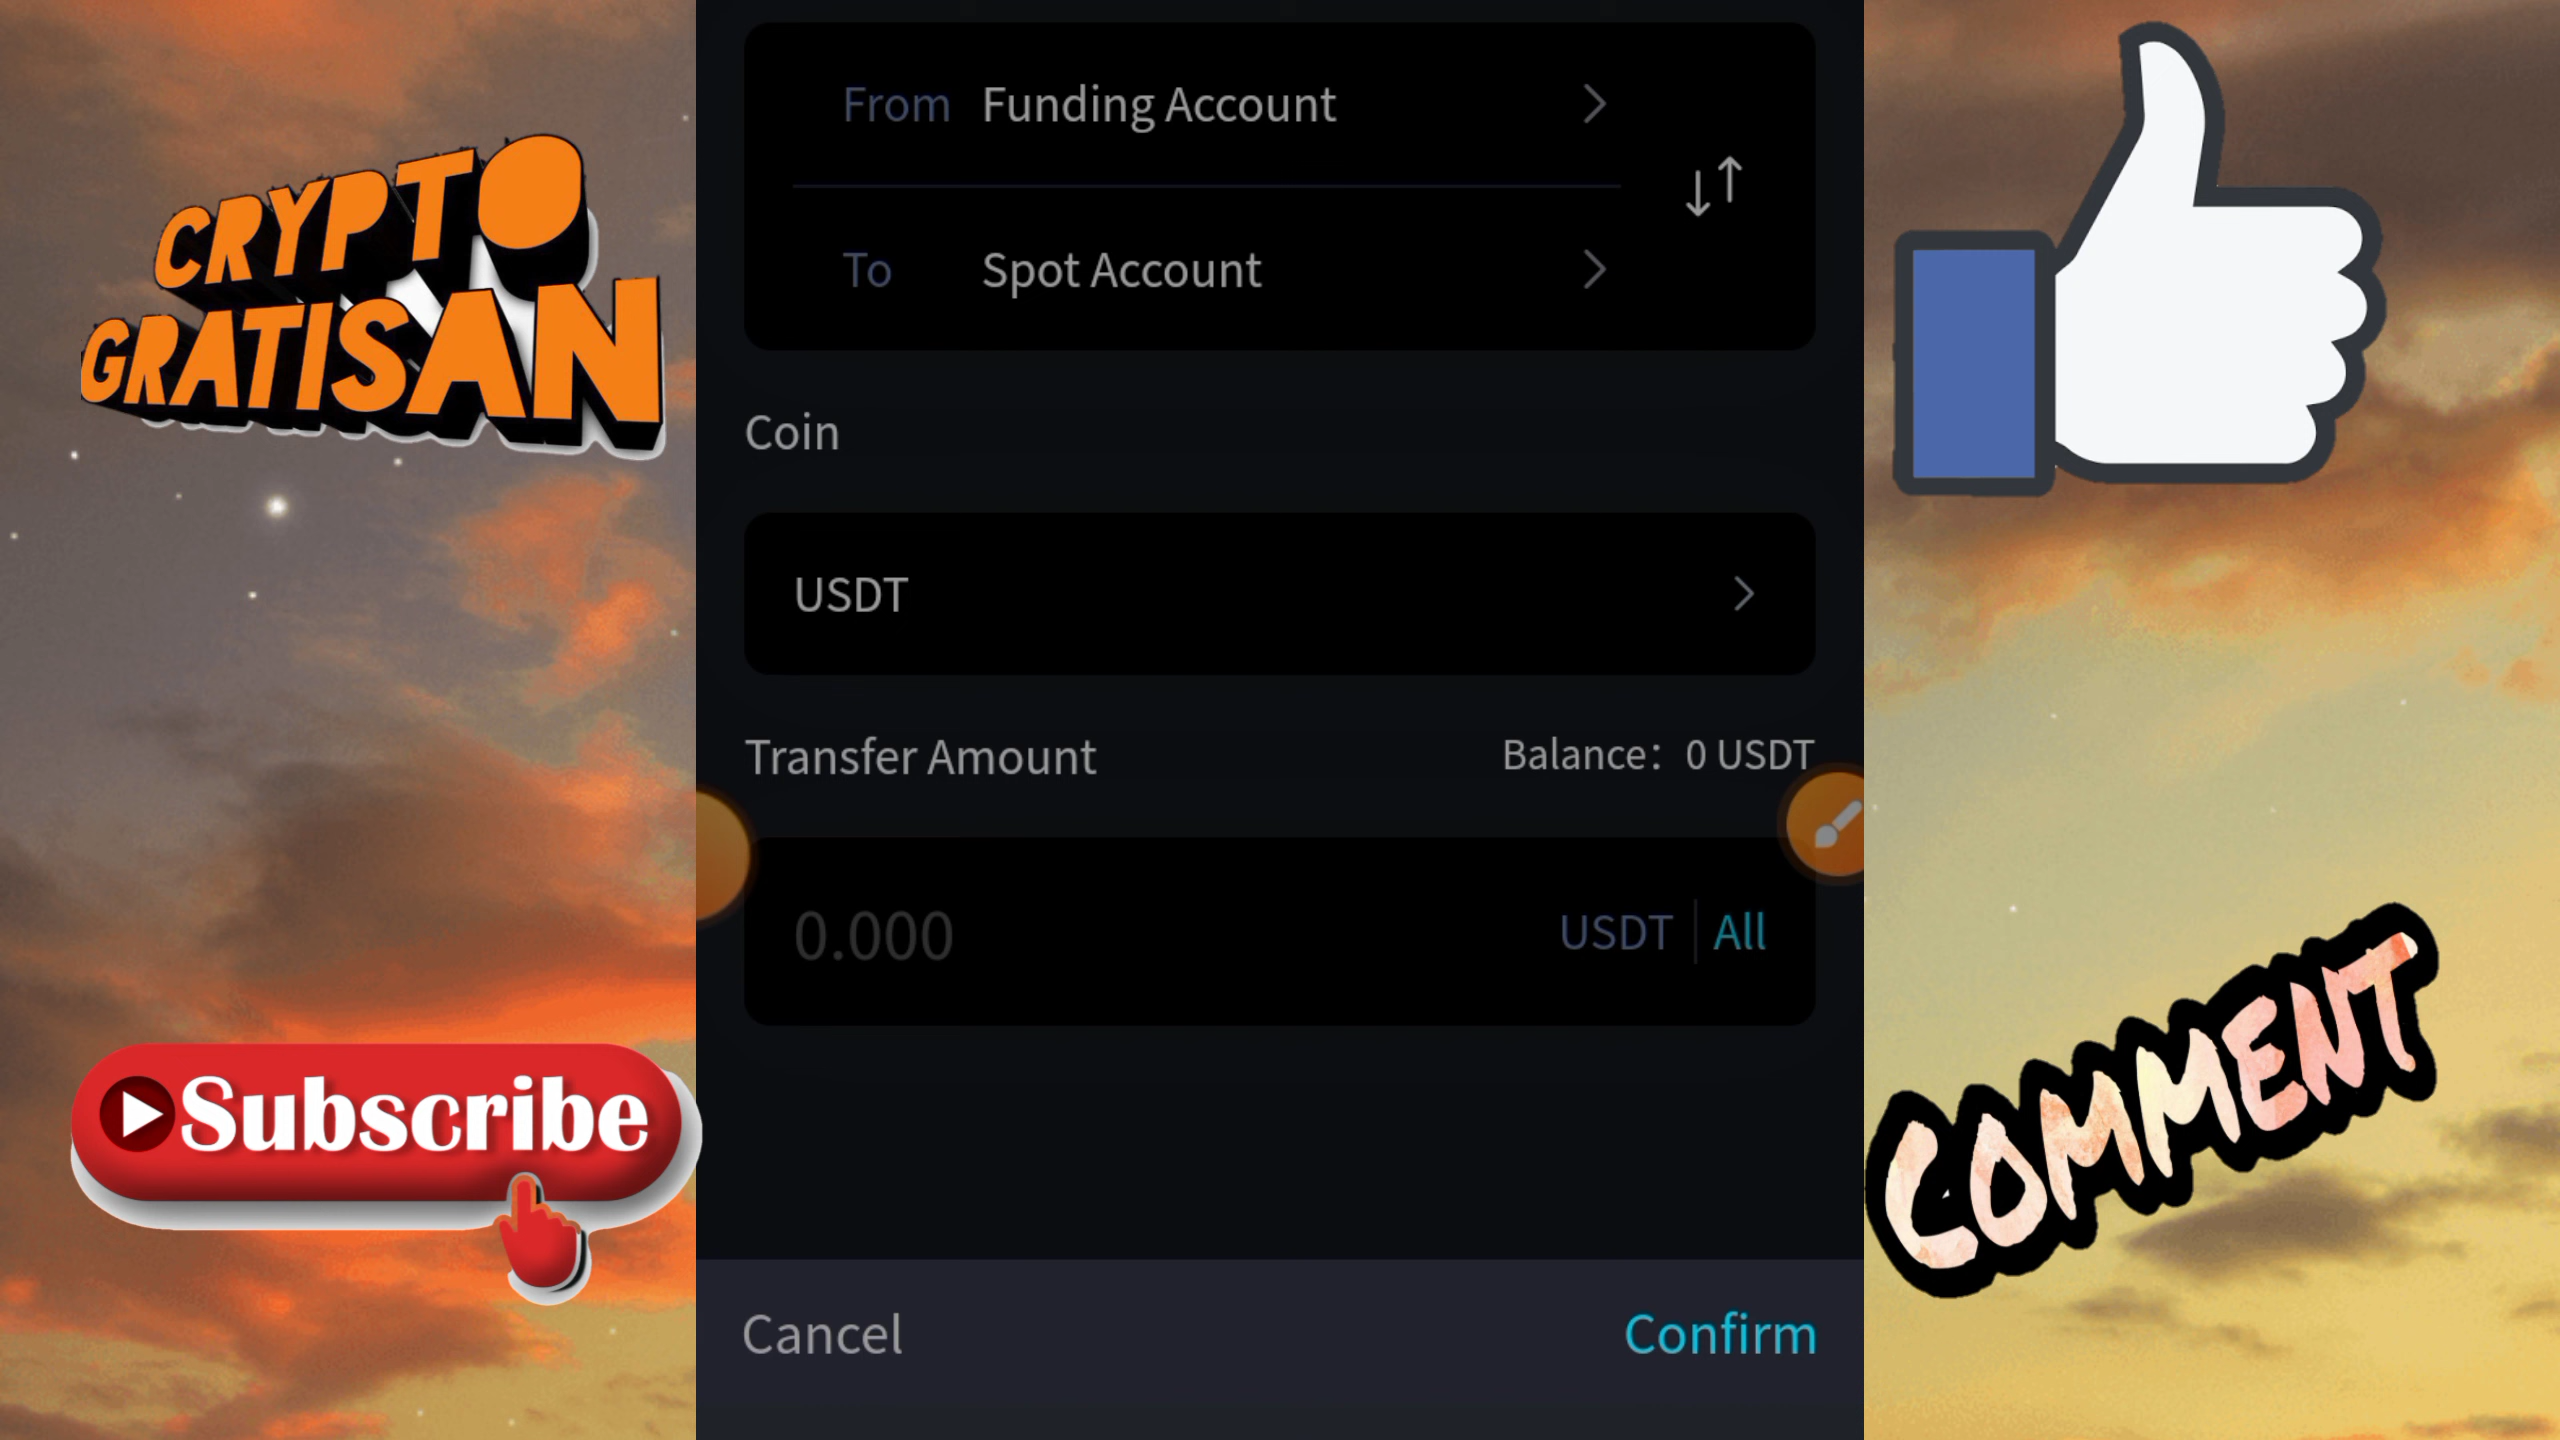 CRYPTO
GRATISAN
From Funding Account
To Spot Account
Coin
USDT
Transfer Amount Balance: 0 USDT
0.000 USDT All
Cancel Confirm
Subscribe
COMMENT